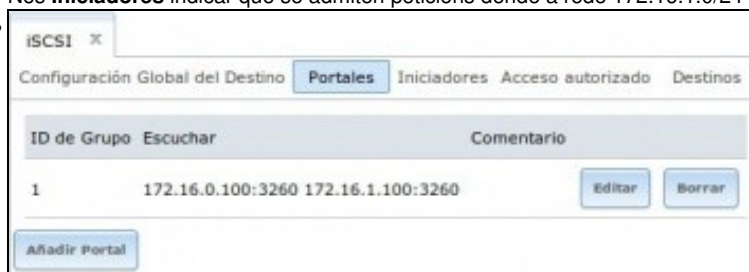 Nos Iniciadores indicar que se admiten peticións dende a rede 172.16.1.0/24
iSCSI
Configuración Global del Destino Portales Iniciadores Acceso autorizado Destinos
ID de Grupo Escuchar Comentario
1 172.16.0.100:3260 172.16.1.100:3260 Editar Borrar
Añadir Portal